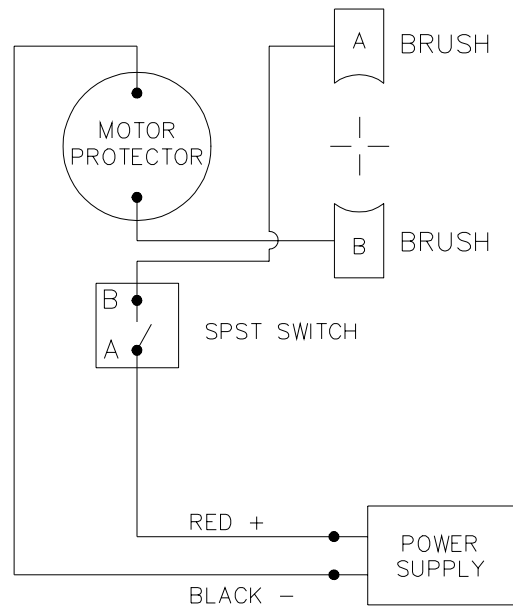 A
BRUSH
MOTOR
PROTECTOR
B
BRUSH
B
A
SPST SWITCH
RED +
POWER
SUPPLY
BLACK -